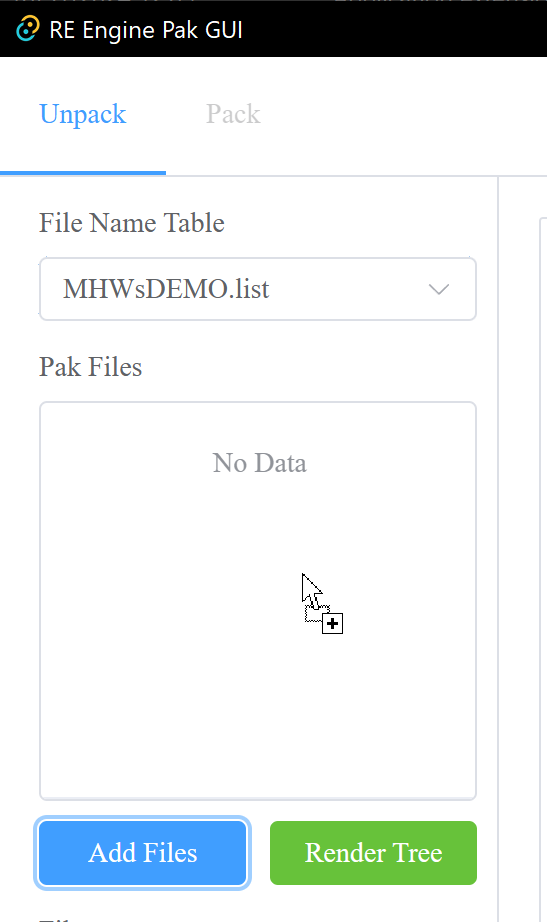 RE Engine Pak GUI
Unpack Pack
File Name Table
MHWsDEMO.list
Pak Files
No Data
Add Files Render Tree